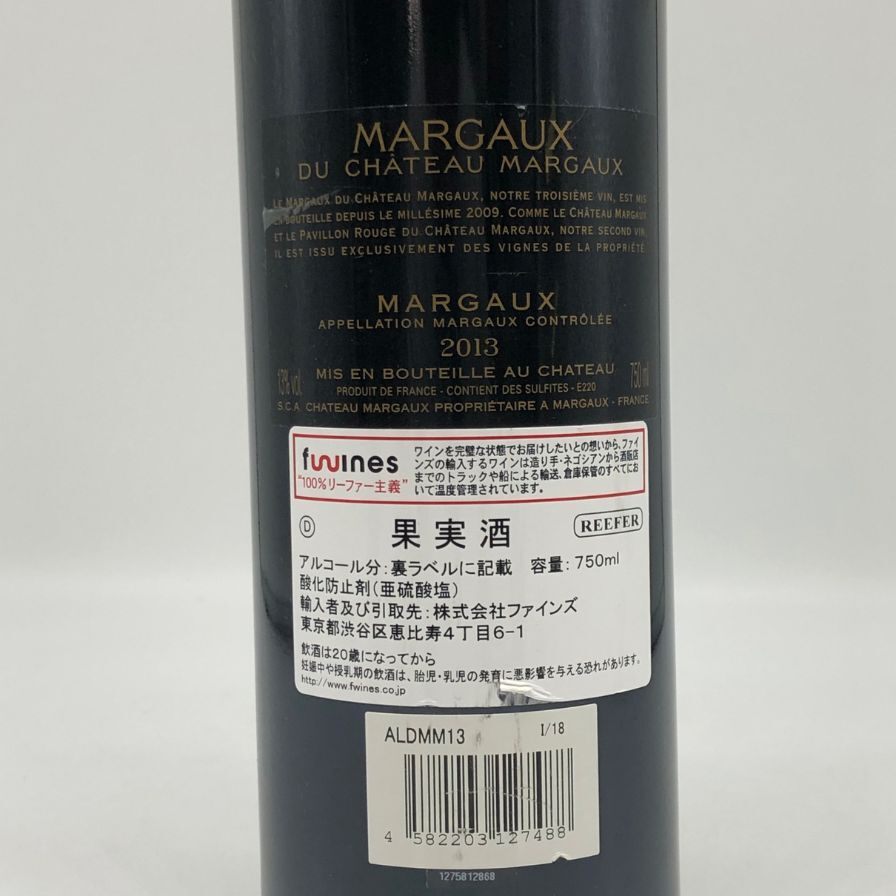 MARGAUX
DU CHÂTEAU MARGAUX
LE MARGAUX DU CHÂTEAU MARGAUX, NOTRE TROISIÈME VIN, EST MIS
EN BOUTEILLE DEPUIS LE MILLÉSIME 2009. COMME LE CHÂTEAU MARGAUX
ET LE PAVILLON ROUGE DU CHÂTEAU MARGAUX, NOTRE SECOND VIN,
IL EST ISSU EXCLUSIVEMENT DES VIGNES DE LA PROPRIÉTÉ
MARGAUX
APPELLATION MARGAUX CONTRÔLÉE
2013
13% vol MIS EN BOUTEILLE AU CHATEAU 750 ml
PRODUIT DE FRANCE - CONTIENT DES SULFITES - E220
S.C.A. CHATEAU MARGAUX PROPRIÉTAIRE A MARGAUX - FRANCE
fwines
"100%リーファー主義"
ワインを完璧な状態でお届けしたいとの想いから、ファイ
ンズの輸入するワインは造り手・ネゴシアンから酒販店
までのトラックや船による輸送、倉庫保管のすべてにお
いて温度管理されています。
D 果実酒 REEFER
アルコール分:裏ラベルに記載 容量:750ml
酸化防止剤(亜硫酸塩)
輸入者及び引取先:株式会社ファインズ
東京都渋谷区恵比寿4丁目6-1
飲酒は20歳になってから
妊娠中や授乳期の飲酒は、胎児・乳児の発育に悪影響を与える恐れがあります。
http://www.fwines.co.jp
ALDMM13 I/18
4 582203 127488
1275812868